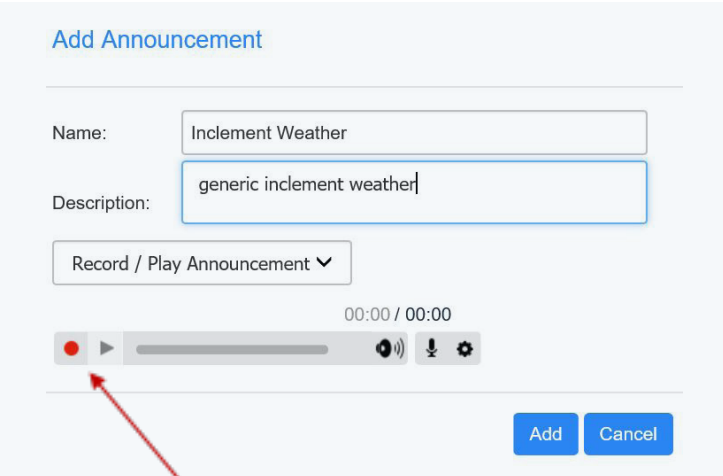 Add Announcement
Name: Inclement Weather
Description: generic inclement weather
Record / Play Announcement
00:00 / 00:00
Add Cancel